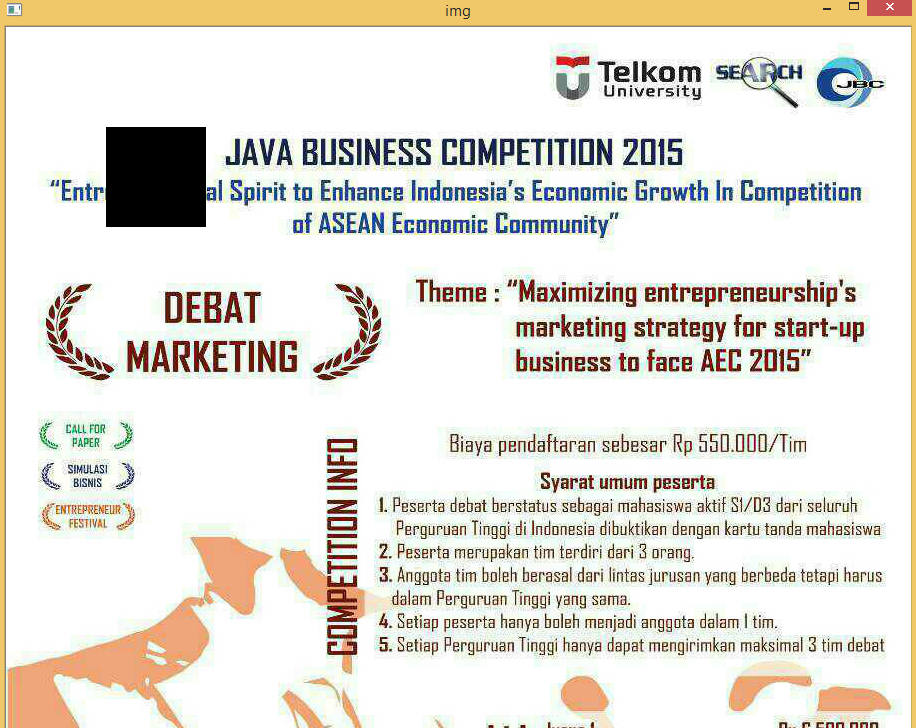 img
Telkom
University
SEARCH
JBC
JAVA BUSINESS COMPETITION 2015
al Spirit to Enhance Indonesia's Economic Growth In Competition
of ASEAN Economic Community”
DEBAT
MARKETING
Theme : “Maximizing entrepreneurship's
marketing strategy for start-up
business to face AEC 2015”
CALL FOR
PAPER
SIMULASI
BISNIS
ENTREPRENEUR
FESTIVAL
COMPETITION INFO
Biaya pendaftaran sebesar Rp 550.000/Tim
Syarat umum peserta
1. Peserta debat berstatus sebagai mahasiswa aktif S1/D3 dari seluruh
Perguruan Tinggi di Indonesia dibuktikan dengan kartu tanda mahasiswa
2. Peserta merupakan tim terdiri dari 3 orang.
3. Anggota tim boleh berasal dari lintas jurusan yang berbeda tetapi harus
dalam Perguruan Tinggi yang sama.
4. Setiap peserta hanya boleh menjadi anggota dalam 1 tim.
5. Setiap Perguruan Tinggi hanya dapat mengirimkan maksimal 3 tim debat